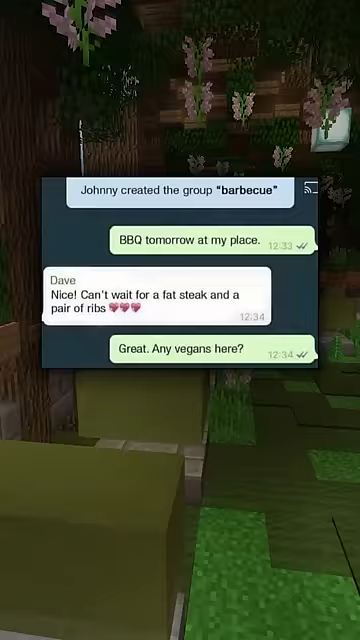 Johnny created the group “barbecue”
BBQ tomorrow at my place.
12:33
Dave
Nice! Can't wait for a fat steak and a
pair of ribs 💗💗💗
12:34
Great. Any vegans here?
12:34